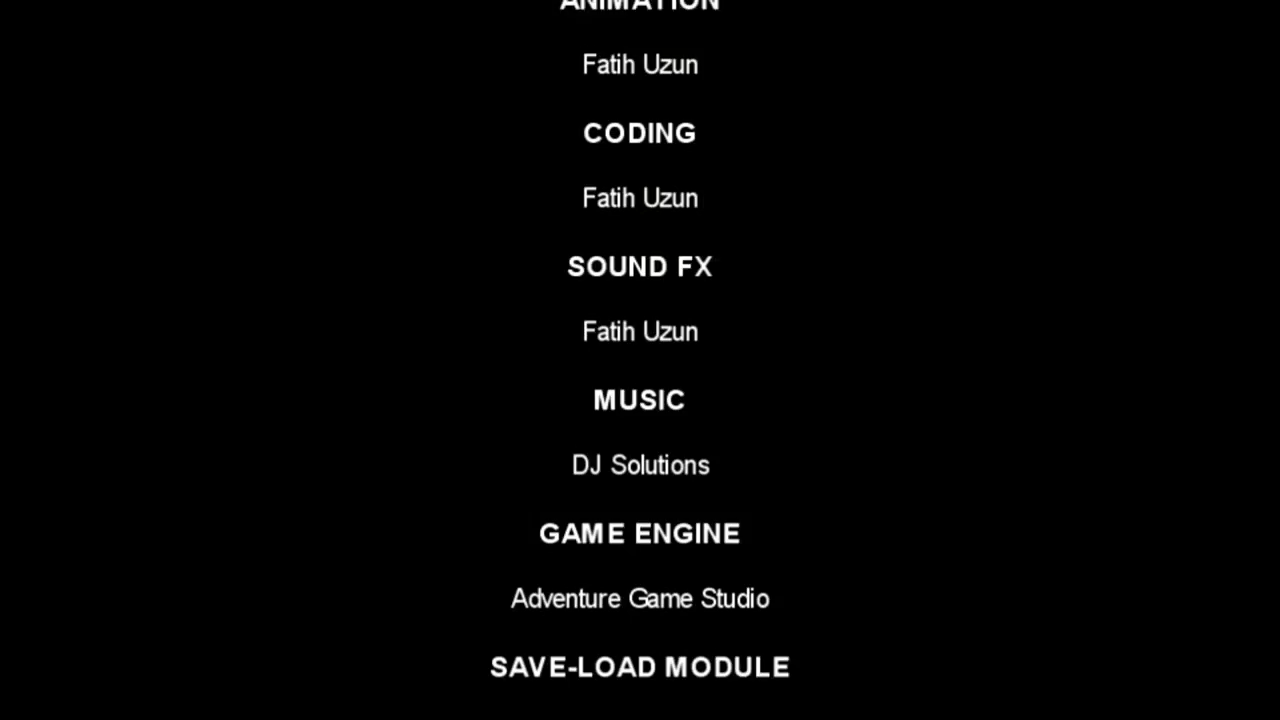 ANIMATION
Fatih Uzun
CODING
Fatih Uzun
SOUND FX
Fatih Uzun
MUSIC
DJ Solutions
GAME ENGINE
Adventure Game Studio
SAVE-LOAD MODULE